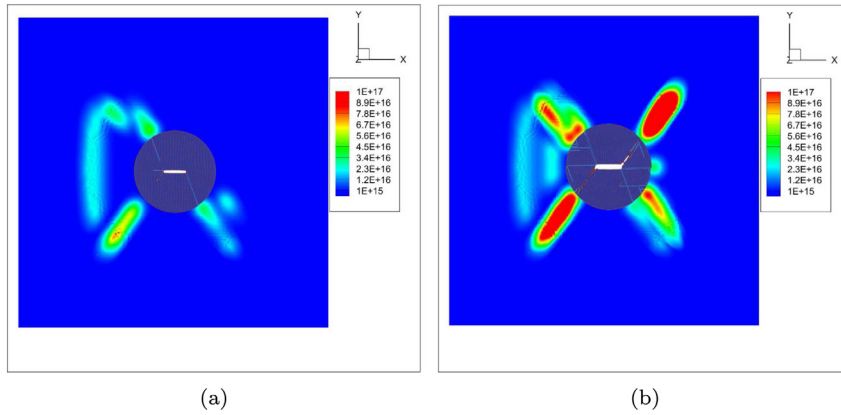 Y
Z X
1E+17
8.9E+16
7.8E+16
6.7E+16
5.6E+16
4.5E+16
3.4E+16
2.3E+16
1.2E+16
1E+15
(a)
Y
Z X
1E+17
8.9E+16
7.8E+16
6.7E+16
5.6E+16
4.5E+16
3.4E+16
2.3E+16
1.2E+16
1E+15
(b)